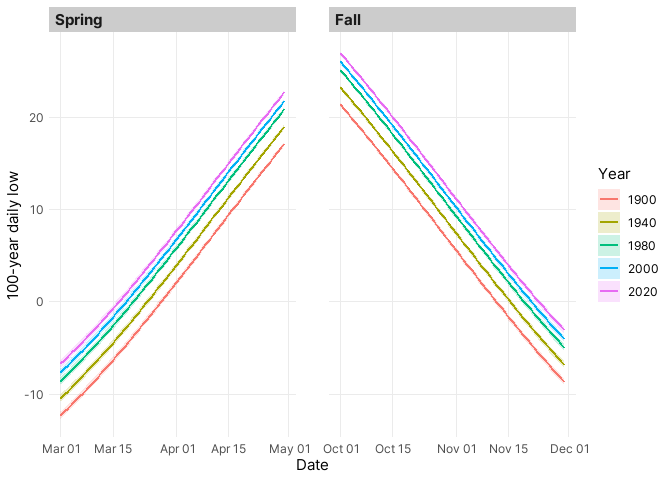 Spring
Fall
100-year daily low
20
10
0
-10
Mar 01
Mar 15
Apr 01
Apr 15
May 01
Oct 01
Oct 15
Nov 01
Nov 15
Dec 01
Date
Year
1900
1940
1980
2000
2020